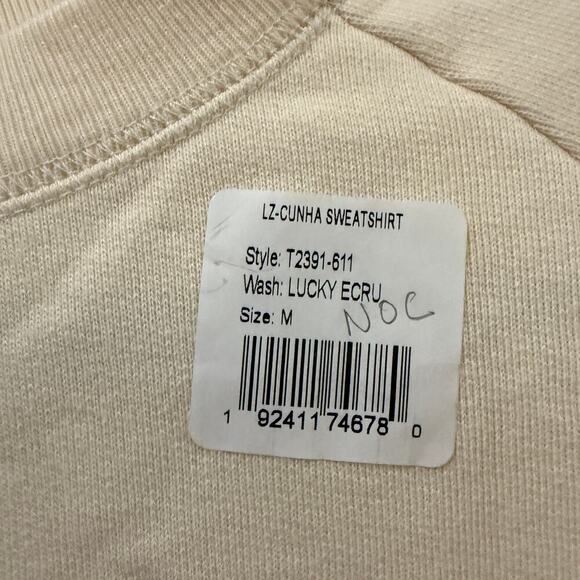 LZ-CUNHA SWEATSHIRT
Style: T2391-611
Wash: LUCKY ECRU
Size: M
NOC
1 92411 74678 0